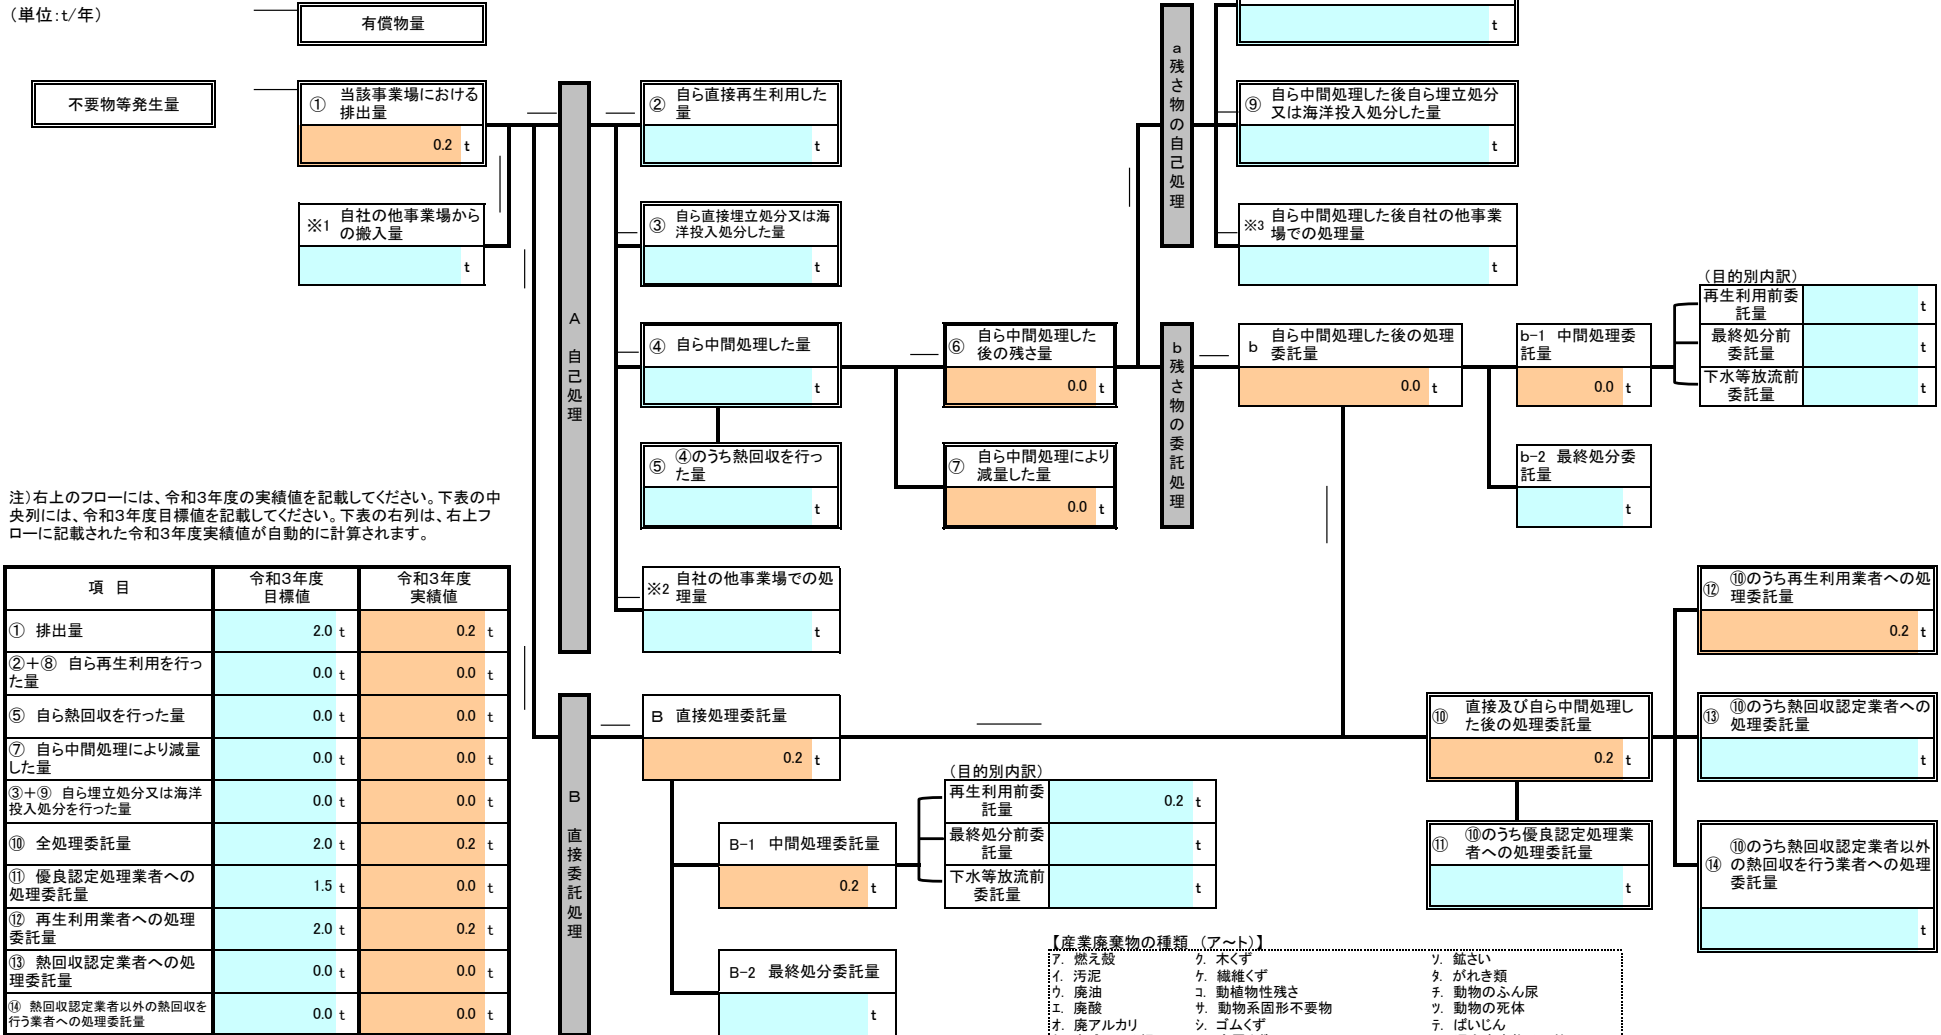 （単位:t/年）
有償物量
t
不要物等発生量
① 当該事業場における
排出量
0.2 t
※1 自社の他事業場から
の搬入量
t
A 自己処理
② 自ら直接再生利用した
量
t
③ 自ら直接埋立処分又は海
洋投入処分した量
t
④ 自ら中間処理した量
t
⑤ ④のうち熱回収を行っ
た量
t
※2 自社の他事業場での処
理量
t
⑥ 自ら中間処理した
後の残さ量
0.0 t
⑦ 自ら中間処理により
減量した量
0.0 t
a 残さ物の自己処理
⑨ 自ら中間処理した後自ら埋立処分
又は海洋投入処分した量
t
※3 自ら中間処理した後自社の他事業
場での処理量
t
b 残さ物の委託処理
b 自ら中間処理した後の処理
委託量
0.0 t
b-1 中間処理委
託量
0.0 t
b-2 最終処分委
託量
t
（目的別内訳）
再生利用前委
託量
t
最終処分前
委託量
t
下水等放流前
委託量
t
注）右上のフローには、令和3年度の実績値を記載してください。下表の中
央列には、令和3年度目標値を記載してください。下表の右列は、右上フ
ローに記載された令和3年度実績値が自動的に計算されます。
項 目 令和3年度 目標値 令和3年度 実績値
① 排出量 2.0 t 0.2 t
②＋⑧ 自ら再生利用を行っ
た量 0.0 t 0.0 t
⑤ 自ら熱回収を行った量 0.0 t 0.0 t
⑦ 自ら中間処理により減量
した量 0.0 t 0.0 t
③＋⑨ 自ら埋立処分又は海洋
投入処分を行った量 0.0 t 0.0 t
⑩ 全処理委託量 2.0 t 0.2 t
⑪ 優良認定処理業者への
処理委託量 1.5 t 0.0 t
⑫ 再生利用業者への処理
委託量 2.0 t 0.2 t
⑬ 熱回収認定業者への処
理委託量 0.0 t 0.0 t
⑭ 熱回収認定業者以外の熱回収を
行う業者への処理委託量 0.0 t 0.0 t
B 直接委託処理
B 直接処理委託量
0.2 t
B-1 中間処理委託量
0.2 t
B-2 最終処分委託量
t
（目的別内訳）
再生利用前委
託量
0.2 t
最終処分前委
託量
t
下水等放流前
委託量
t
⑩ 直接及び自ら中間処理し
た後の処理委託量
0.2 t
⑪ ⑩のうち優良認定処理業
者への処理委託量
t
⑫ ⑩のうち再生利用業者への処
理委託量
0.2 t
⑬ ⑩のうち熱回収認定業者への
処理委託量
t
⑭ ⑩のうち熱回収認定業者以外
の熱回収を行う業者への処理
委託量
t
【産業廃棄物の種類 （ア～ト）】
ア. 燃え殻 ク. 木くず ソ. 鉱さい
イ. 汚泥 ケ. 繊維くず タ. がれき類
ウ. 廃油 コ. 動植物性残さ チ. 動物のふん尿
エ. 廃酸 サ. 動物系固形不要物 ツ. 動物の死体
オ. 廃アルカリ シ. ゴムくず テ. ばいじん